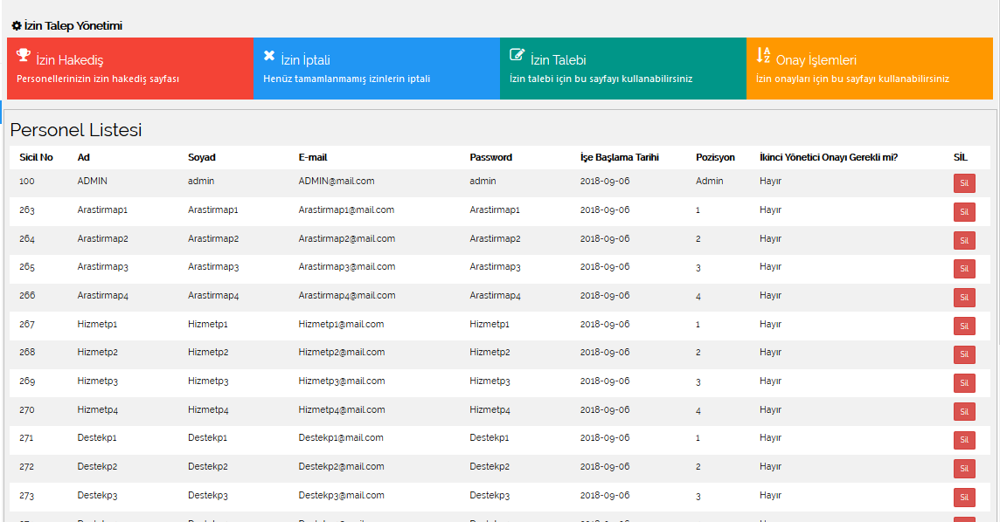 İzin Talep Yönetimi
İzin Hakediş
Personellerinizin izin hakediş sayfası
İzin İptali
Henüz tamamlanmamış izinlerin iptali
İzin Talebi
İzin talebi için bu sayfayı kullanabilirsiniz
Onay İşlemleri
İzin onayları için bu sayfayı kullanabilirsiniz
Personel Listesi
Sicil No Ad Soyad E-mail Password İşe Başlama Tarihi Pozisyon İkinci Yönetici Onayı Gerekli mi? SİL
100 ADMIN admin ADMIN@mail.com admin 2018-09-06 Admin Hayır Sil
263 Arastirmap1 Arastirmap1 Arastirmap1@mail.com Arastirmap1 2018-09-06 1 Hayır Sil
264 Arastirmap2 Arastirmap2 Arastirmap2@mail.com Arastirmap2 2018-09-06 2 Hayır Sil
265 Arastirmap3 Arastirmap3 Arastirmap3@mail.com Arastirmap3 2018-09-06 3 Hayır Sil
266 Arastirmap4 Arastirmap4 Arastirmap4@mail.com Arastirmap4 2018-09-06 4 Hayır Sil
267 Hizmetp1 Hizmetp1 Hizmetp1@mail.com Hizmetp1 2018-09-06 1 Hayır Sil
268 Hizmetp2 Hizmetp2 Hizmetp2@mail.com Hizmetp2 2018-09-06 2 Hayır Sil
269 Hizmetp3 Hizmetp3 Hizmetp3@mail.com Hizmetp3 2018-09-06 3 Hayır Sil
270 Hizmetp4 Hizmetp4 Hizmetp4@mail.com Hizmetp4 2018-09-06 4 Hayır Sil
271 Destekp1 Destekp1 Destekp1@mail.com Destekp1 2018-09-06 1 Hayır Sil
272 Destekp2 Destekp2 Destekp2@mail.com Destekp2 2018-09-06 2 Hayır Sil
273 Destekp3 Destekp3 Destekp3@mail.com Destekp3 2018-09-06 3 Hayır Sil